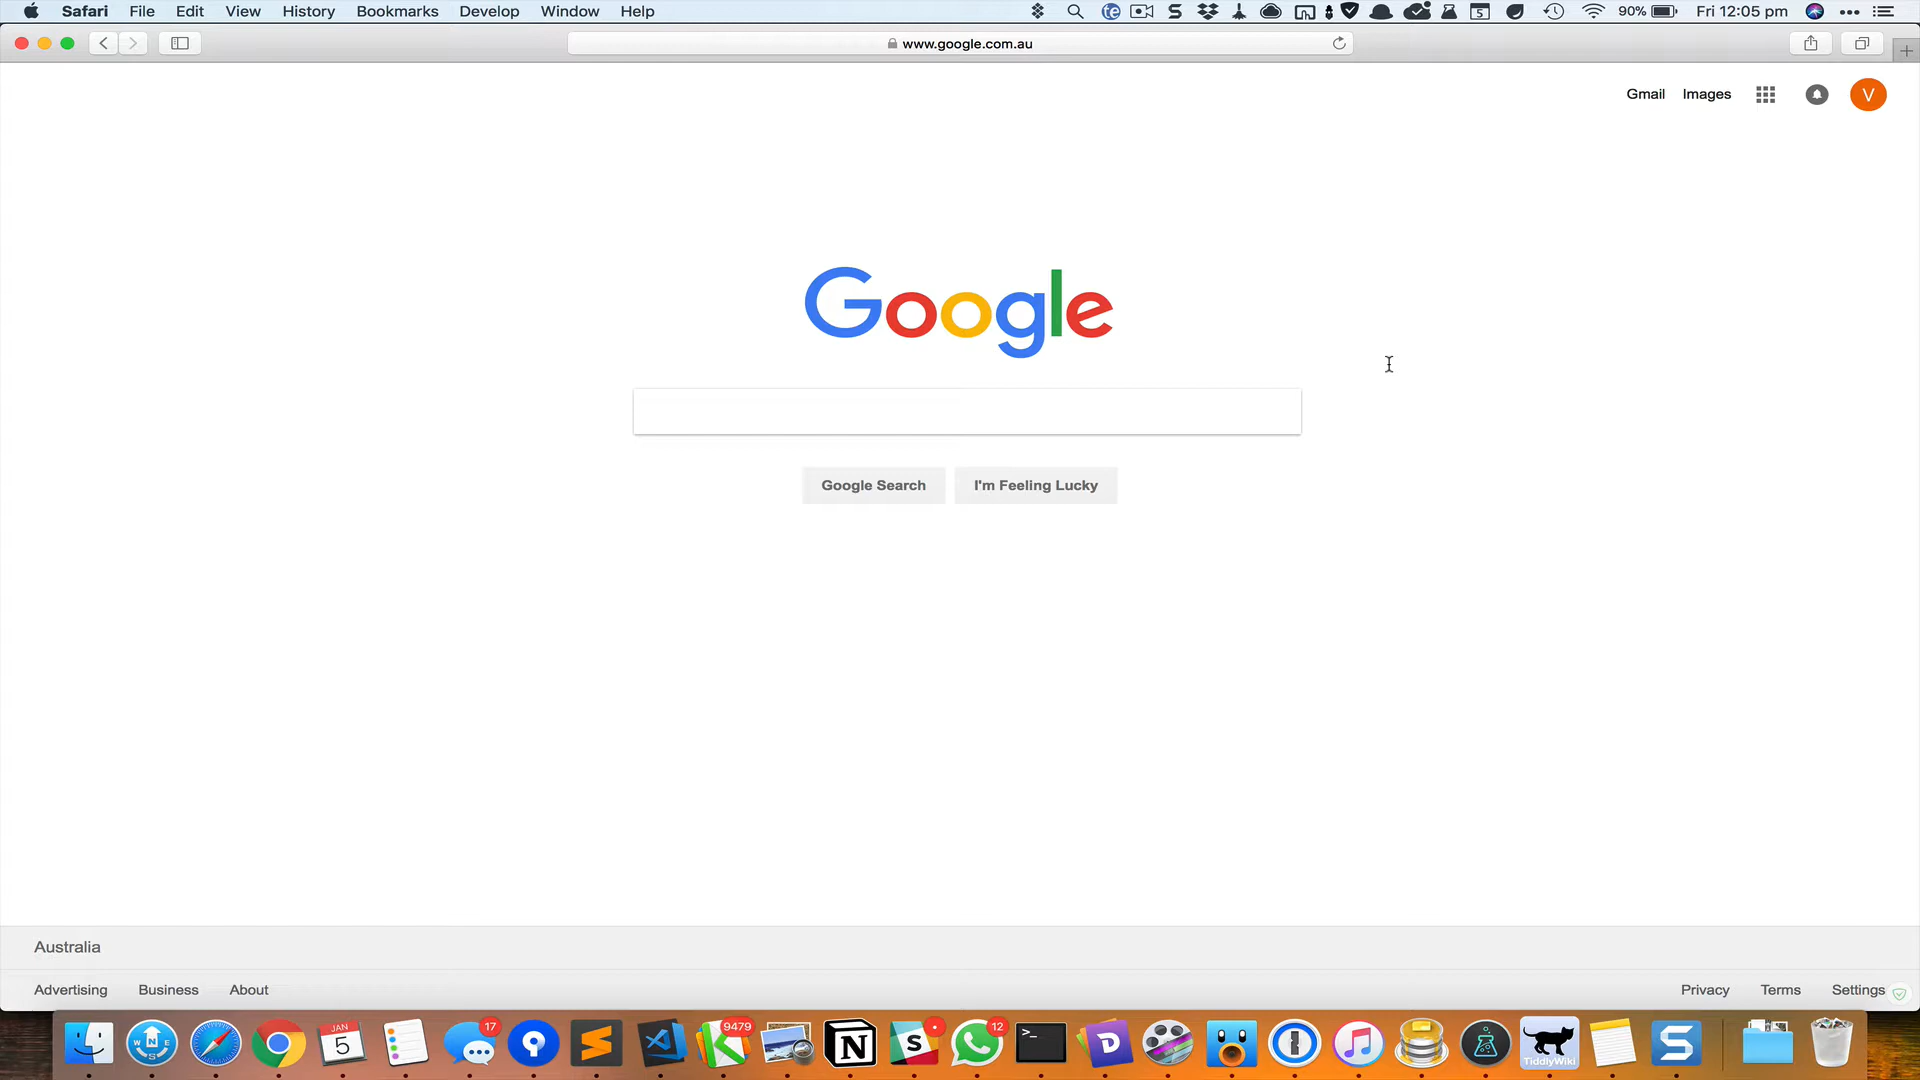 Safari File Edit View History Bookmarks Develop Window Help
te S 5 90% Fri 12:05 pm
www.google.com.au
Gmail Images V
Google
Google Search I'm Feeling Lucky
Australia
Advertising Business About
Privacy Terms Settings
N W E S
JAN 5
17
9479
N
S
12
>_
D
TiddlyWiki
S